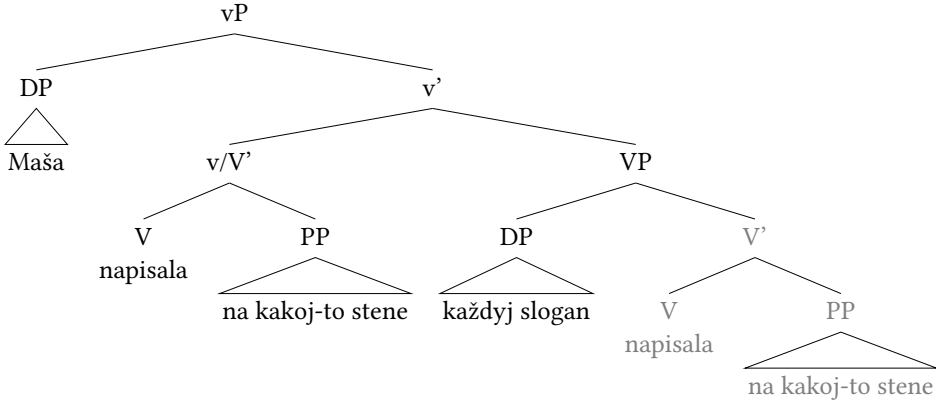 vP
DP
v’
Maša
v/V’
VP
V
napisala
PP
na kakoj-to stene
DP
každyj slogan
V’
V
napisala
PP
na kakoj-to stene